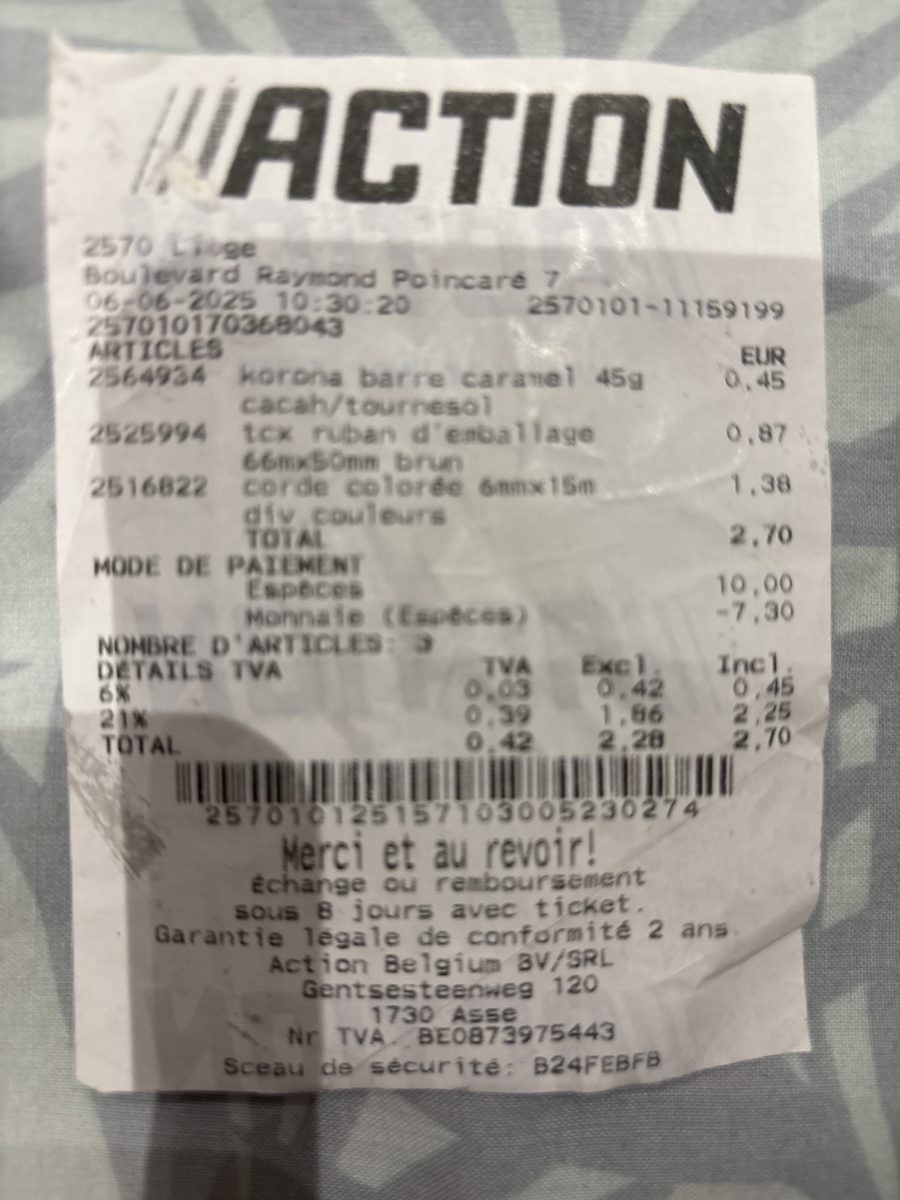 ACTION
2570 Liège
Boulevard Raymond Poincaré 7
06-06-2025 10:30:20 2570101-11159199
257010170368043
ARTICLES EUR
2564934 korona barre caramel 45g 0,45
cacah/tournesol
2525994 tcx ruban d'emballage 0,87
66mx50mm brun
2516822 corde colorée 6mmx15m 1,38
div.couleurs
TOTAL 2,70
MODE DE PAIEMENT
Espèces 10,00
Monnaie (Espèces) -7,30
NOMBRE D'ARTICLES: 3
DÉTAILS TVA TVA Excl. Incl.
6% 0,03 0,42 0,45
21% 0,39 1,86 2,25
TOTAL 0,42 2,28 2,70
257010125157103005230274
Merci et au revoir!
Échange ou remboursement
sous 8 jours avec ticket.
Garantie légale de conformité 2 ans.
Action Belgium BV/SRL
Gentsesteenweg 120
1730 Asse
Nr TVA. BE0873975443
Sceau de sécurité: B24FEBFB